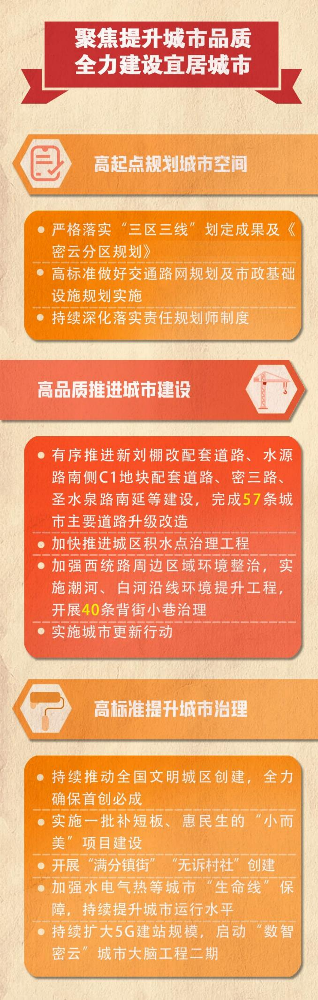 聚焦提升城市品质
全力建设宜居城市
高起点规划城市空间
严格落实“三区三线”划定成果及《
密云分区规划》
高标准做好交通路网规划及市政基础
设施规划实施
持续深化落实责任规划师制度
高品质推进城市建设
有序推进新刘棚改配套道路、水源
路南侧C1地块配套道路、密三路、
圣水泉路南延等建设，完成57条城
市主要道路升级改造
加快推进城区积水点治理工程
加强西统路周边区域环境整治，实
施潮河、白河沿线环境提升工程，
开展40条背街小巷治理
实施城市更新行动
高标准提升城市治理
持续推动全国文明城区创建，全力
确保首创必成
实施一批补短板、惠民生的“小而
美”项目建设
开展“满分镇街”“无诉村社”创建
加强水电气热等城市“生命线”保
障，持续提升城市运行水平
持续扩大5G建站规模，启动“数智
密云”城市大脑工程二期